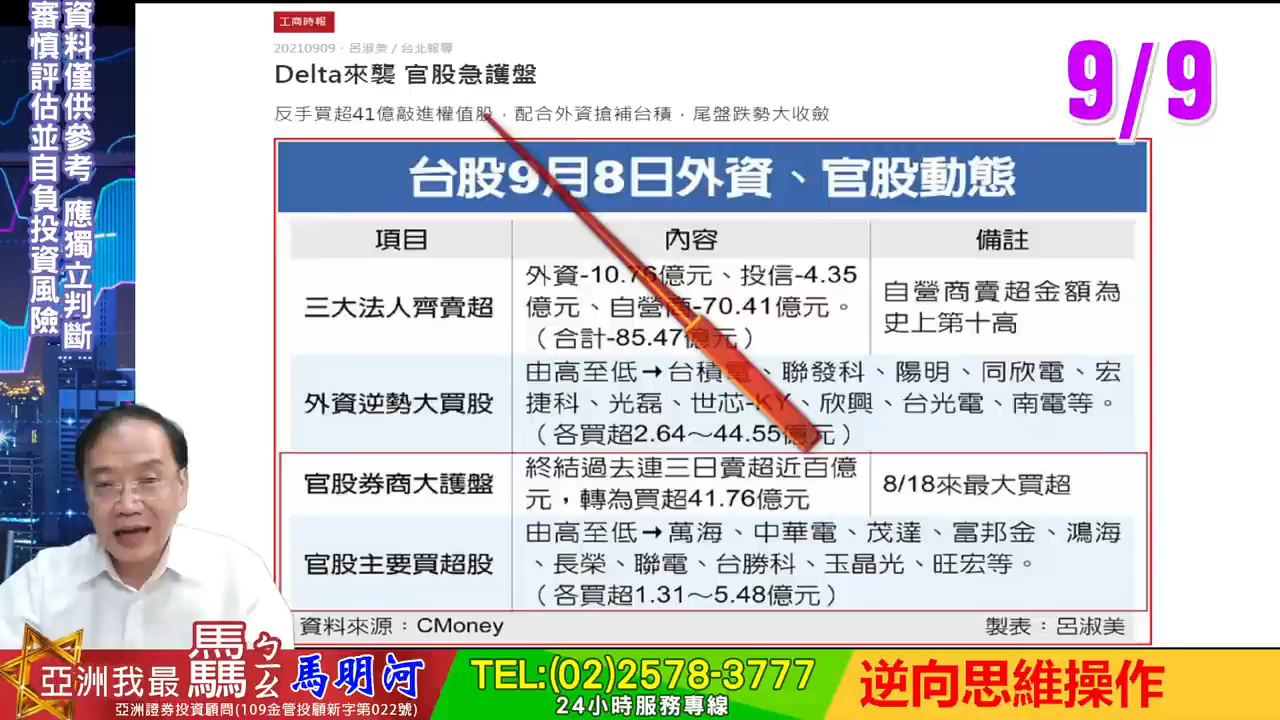 資料僅供參考 應獨立判斷
審慎評估並自負投資風險
工商時報
20210909．呂淑美／台北報導
Delta來襲 官股急護盤
反手買超41億敲進權值股，配合外資搶補台積，尾盤跌勢大收斂
9/9
台股9月8日外資、官股動態
項目 內容 備註
三大法人齊賣超
外資-10.76億元、投信-4.35
億元、自營商-70.41億元。
（合計-85.47億元）
自營商賣超金額為
史上第十高
外資逆勢大買股
由高至低→台積電、聯發科、陽明、同欣電、宏
捷科、光磊、世芯-KY、欣興、台光電、南電等。
（各買超2.64～44.55億元）
官股券商大護盤
終結過去連三日賣超近百億
元，轉為買超41.76億元
8/18來最大買超
官股主要買超股
由高至低→萬海、中華電、茂達、富邦金、鴻海
、長榮、聯電、台勝科、玉晶光、旺宏等。
（各買超1.31～5.48億元）
資料來源：CMoney
製表：呂淑美
亞洲我最驫ㄅㄧㄠ 馬明河
亞洲證券投資顧問(109金管投顧新字第022號)
TEL:(02)2578-3777
24小時服務專線
逆向思維操作